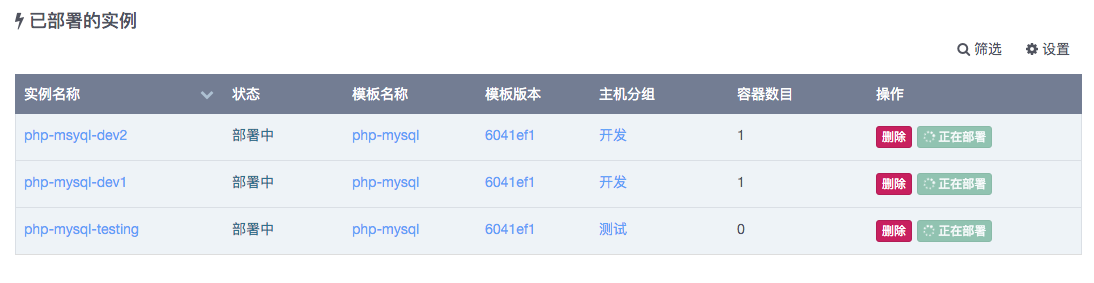 已部署的实例
筛选 设置
实例名称 状态 模板名称 模板版本 主机分组 容器数目 操作
php-msyql-dev2 部署中 php-mysql 6041ef1 开发 1 删除 正在部署
php-mysql-dev1 部署中 php-mysql 6041ef1 开发 1 删除 正在部署
php-mysql-testing 部署中 php-mysql 6041ef1 测试 0 删除 正在部署